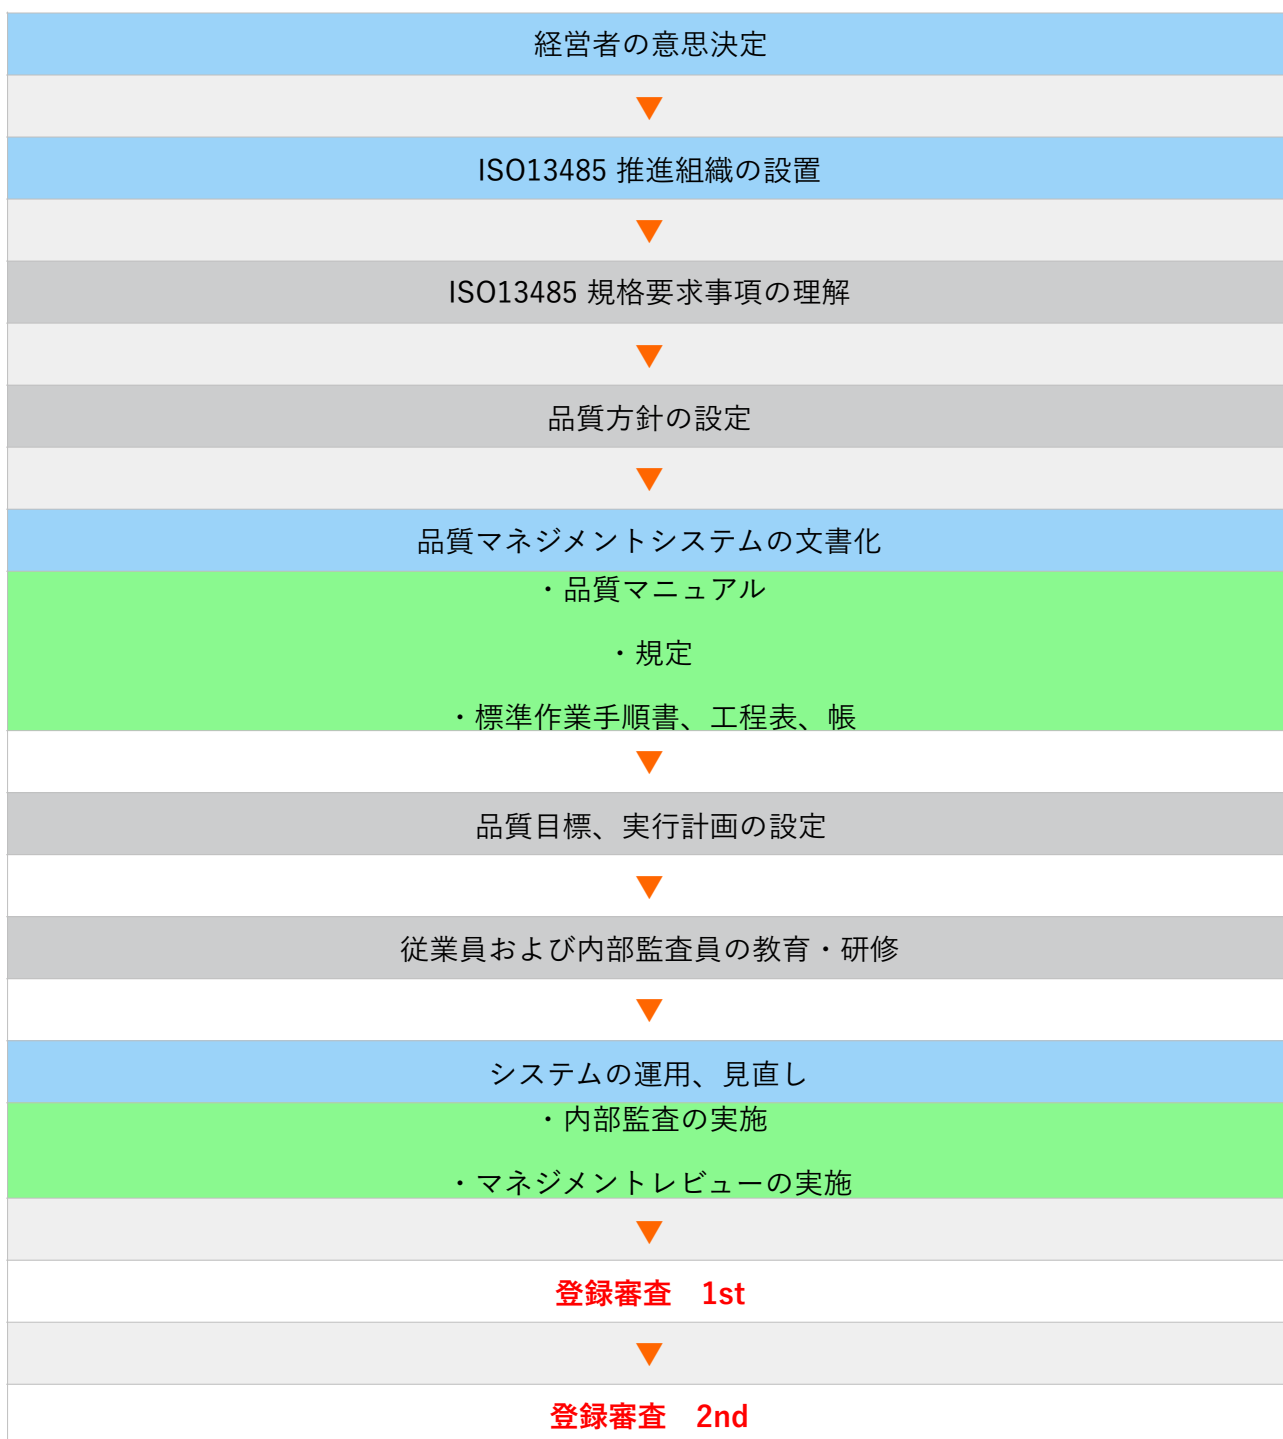 経営者の意思決定
▼
ISO13485 推進組織の設置
▼
ISO13485 規格要求事項の理解
▼
品質方針の設定
▼
品質マネジメントシステムの文書化
・品質マニュアル
・規定
・標準作業手順書、工程表、帳
▼
品質目標、実行計画の設定
▼
従業員および内部監査員の教育・研修
▼
システムの運用、見直し
・内部監査の実施
・マネジメントレビューの実施
▼
登録審査　1st
▼
登録審査　2nd